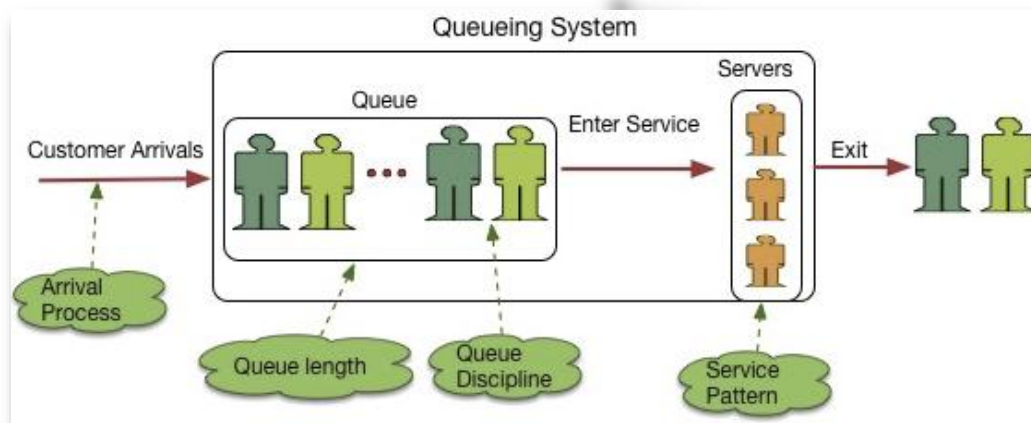 Queueing System
Servers
Queue
Enter Service
Customer Arrivals
Exit
Arrival
Process
Queue length
Queue
Discipline
Service
Pattern